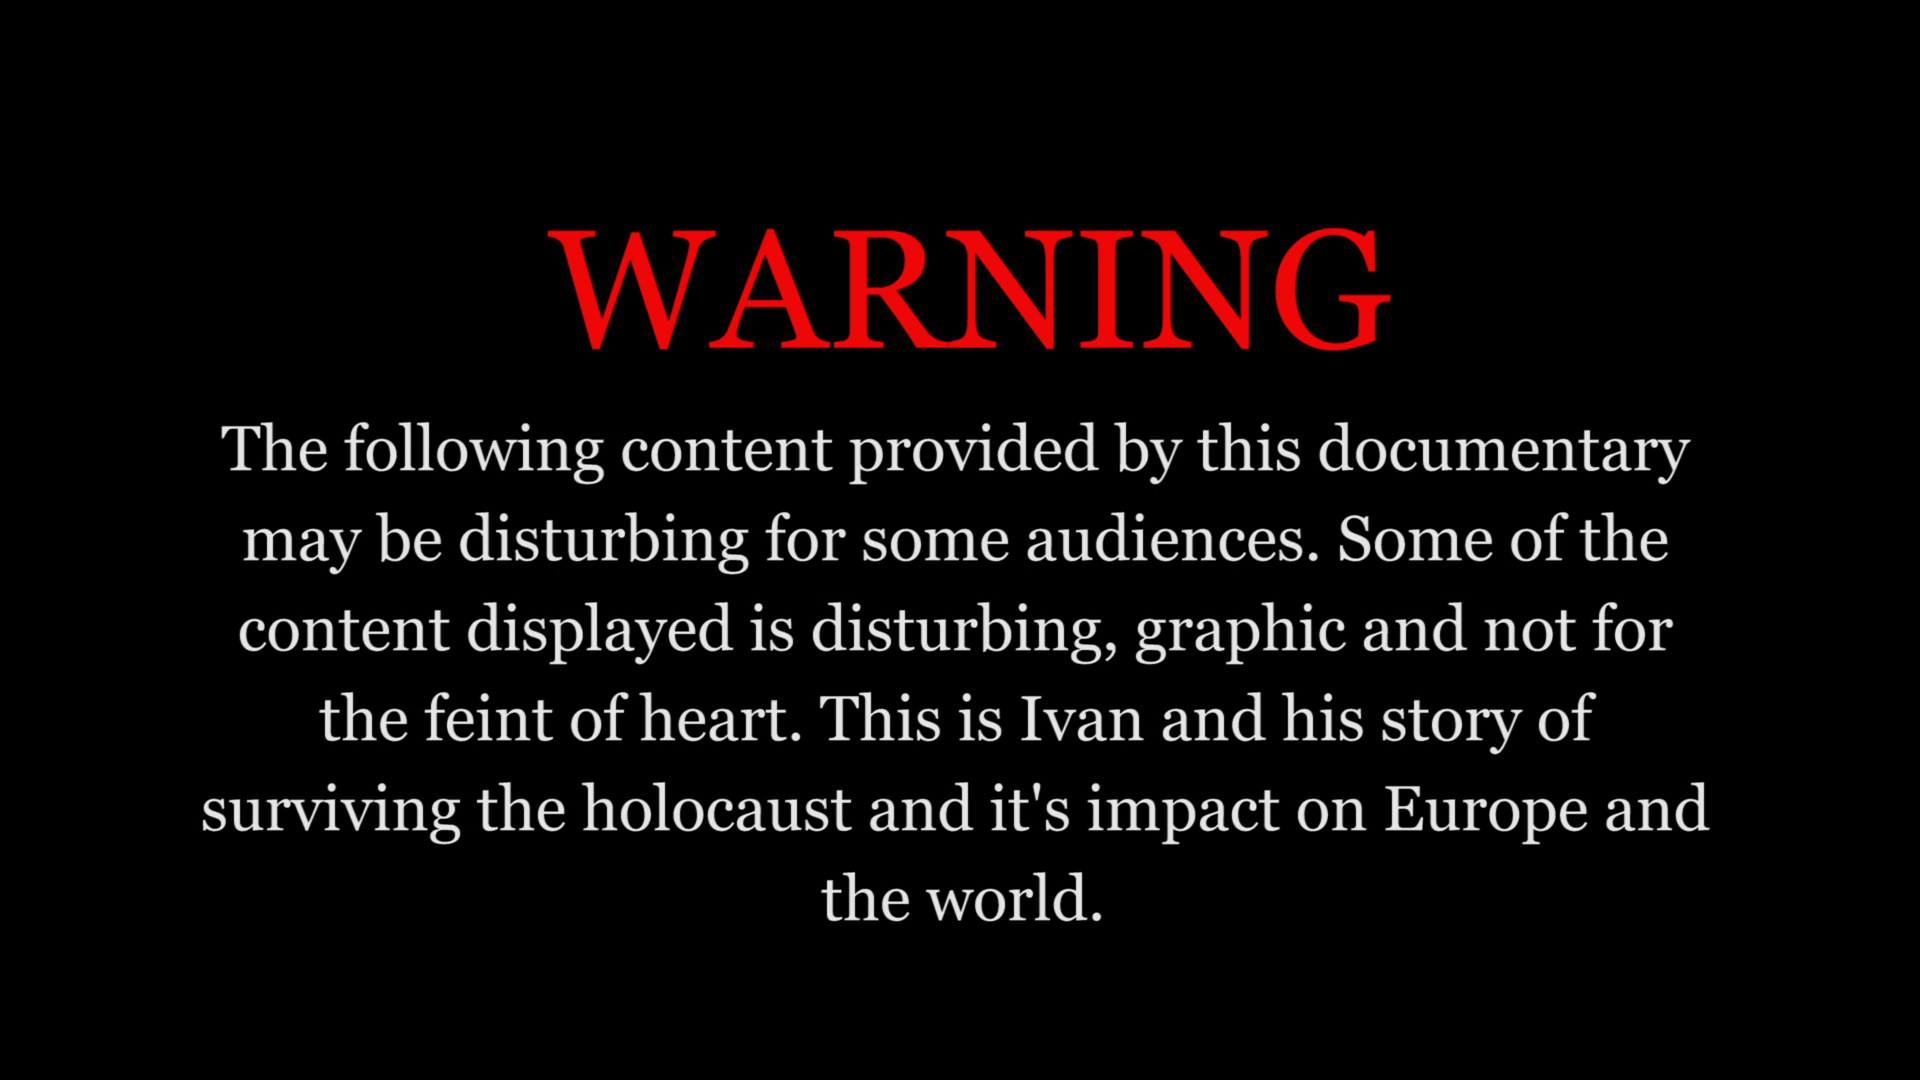 WARNING
The following content provided by this documentary
may be disturbing for some audiences. Some of the
content displayed is disturbing, graphic and not for
the feint of heart. This is Ivan and his story of
surviving the holocaust and it's impact on Europe and
the world.